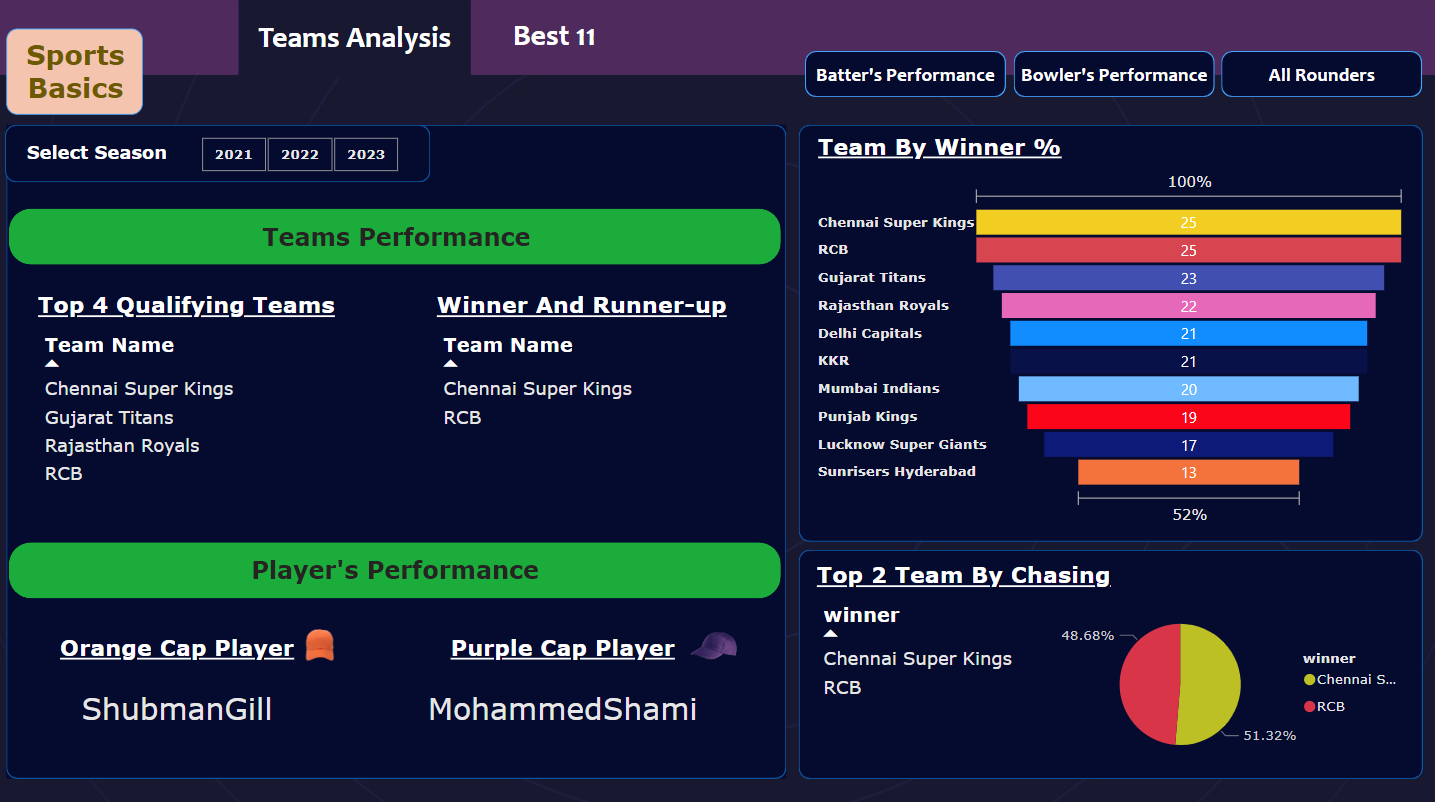 Teams Analysis
Best 11
Sports
Basics
Batter's Performance
Bowler's Performance
All Rounders
Select Season
2021
2022
2023
Teams Performance
Top 4 Qualifying Teams
Team Name
Chennai Super Kings
Gujarat Titans
Rajasthan Royals
RCB
Winner And Runner-up
Team Name
Chennai Super Kings
RCB
Player's Performance
Orange Cap Player
ShubmanGill
Purple Cap Player
MohammedShami
Team By Winner %
100%
Chennai Super Kings 25
RCB 25
Gujarat Titans 23
Rajasthan Royals 22
Delhi Capitals 21
KKR 21
Mumbai Indians 20
Punjab Kings 19
Lucknow Super Giants 17
Sunrisers Hyderabad 13
52%
Top 2 Team By Chasing
winner
Chennai Super Kings
RCB
48.68%
51.32%
winner
Chennai S...
RCB